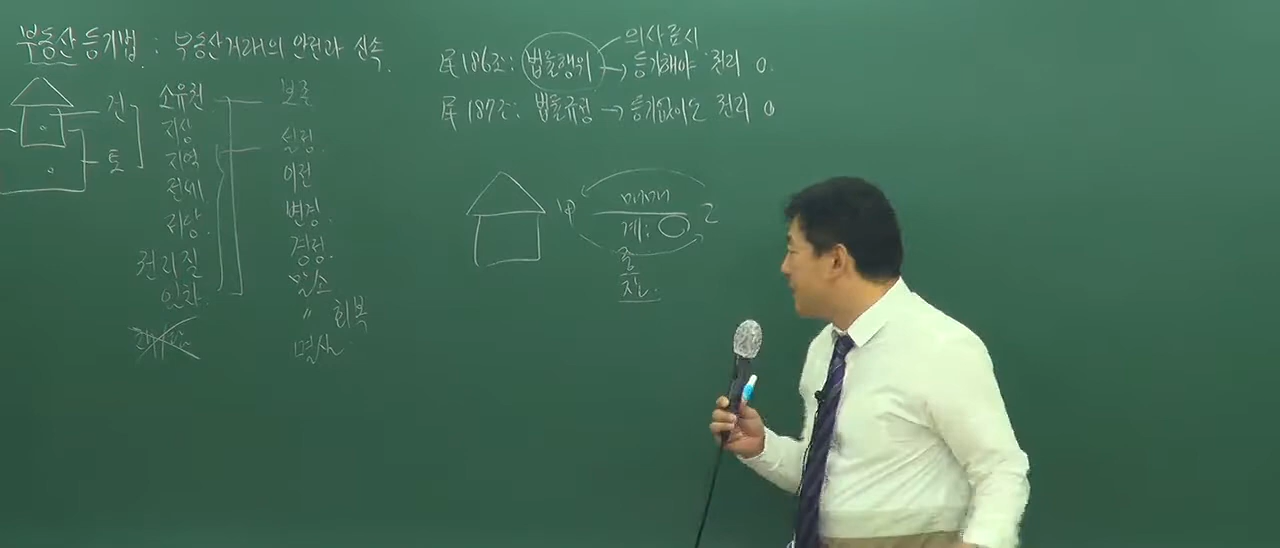 부동산 등기법 : 부동산거래의 안전과 신속
건
토
소유권
지상
지역
전세
저당
권리질
임차
보존
설정
이전
변경
경정
말소
〃 회복
멸실
民186조 : 법률행위 → 등기해야 권리 O
의사표시
民187조 : 법률규정 → 등기없이도 권리 O
甲 매매 乙
계 :
중
잔